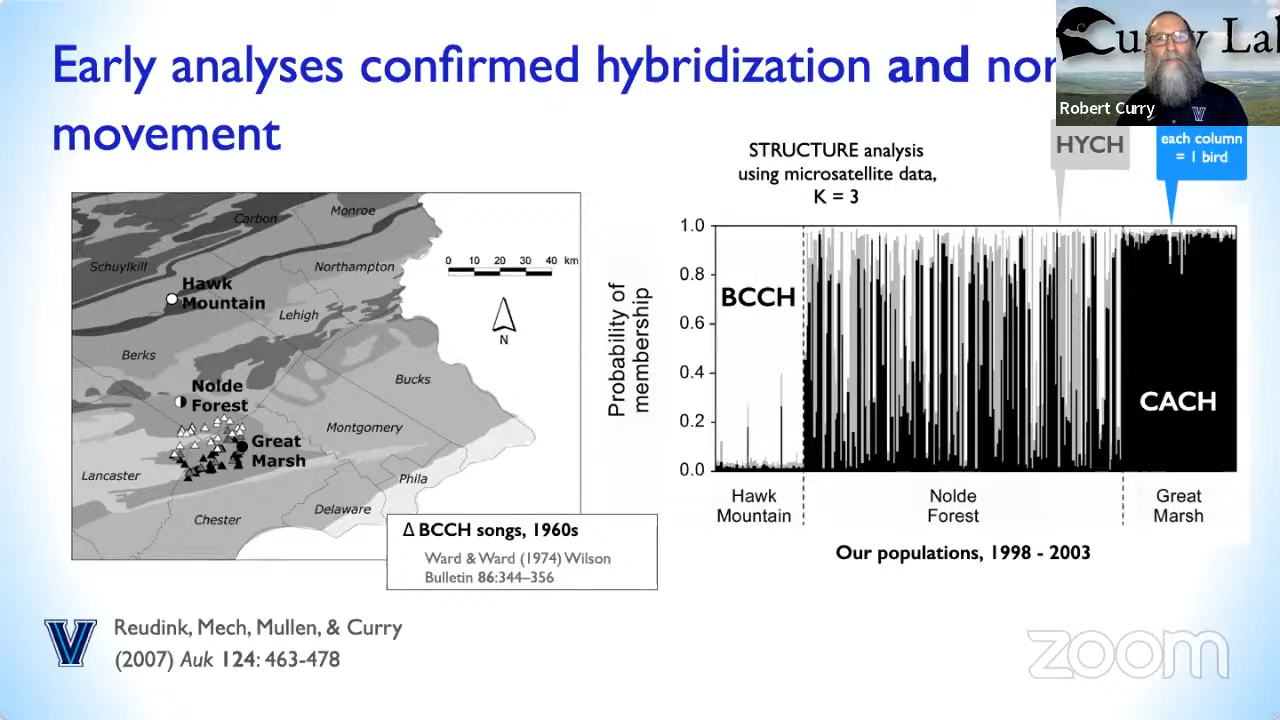 Early analyses confirmed hybridization and nor
movement
Curry Lab
Robert Curry
HYCH
each column
= 1 bird
STRUCTURE analysis
using microsatellite data,
K = 3
Carbon
Monroe
Schuylkill
Northampton
Hawk
Mountain
Lehigh
Berks
Nolde
Forest
Bucks
Great
Marsh
Montgomery
Lancaster
Phila
Chester
Delaware
0 10 20 30 40 km
N
Δ BCCH songs, 1960s
Ward & Ward (1974) Wilson
Bulletin 86:344–356
Probability of
membership
1.0
0.8
0.6
0.4
0.2
0.0
BCCH
CACH
Hawk
Mountain
Nolde
Forest
Great
Marsh
Our populations, 1998 - 2003
V
Reudink, Mech, Mullen, & Curry
(2007) Auk 124: 463-478
zoom